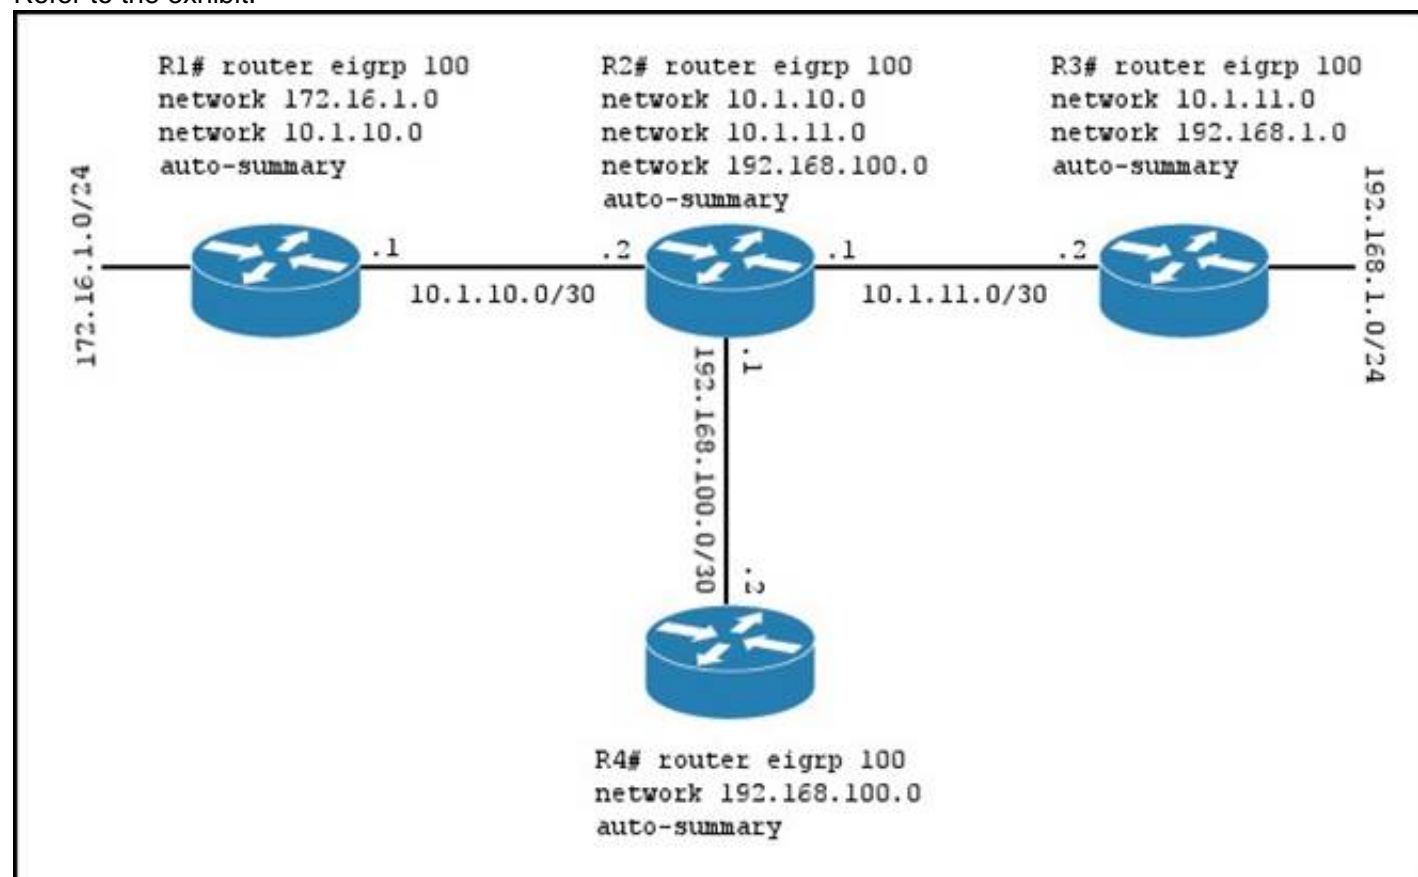 Refer to the exhibit.
R1# router eigrp 100
network 172.16.1.0
network 10.1.10.0
auto-summary
R2# router eigrp 100
network 10.1.10.0
network 10.1.11.0
network 192.168.100.0
auto-summary
R3# router eigrp 100
network 10.1.11.0
network 192.168.1.0
auto-summary
172.16.1.0/24
.1
10.1.10.0/30
.2
.1
10.1.11.0/30
.2
192.168.1.0/24
.1
192.168.100.0/30
.2
R4# router eigrp 100
network 192.168.100.0
auto-summary